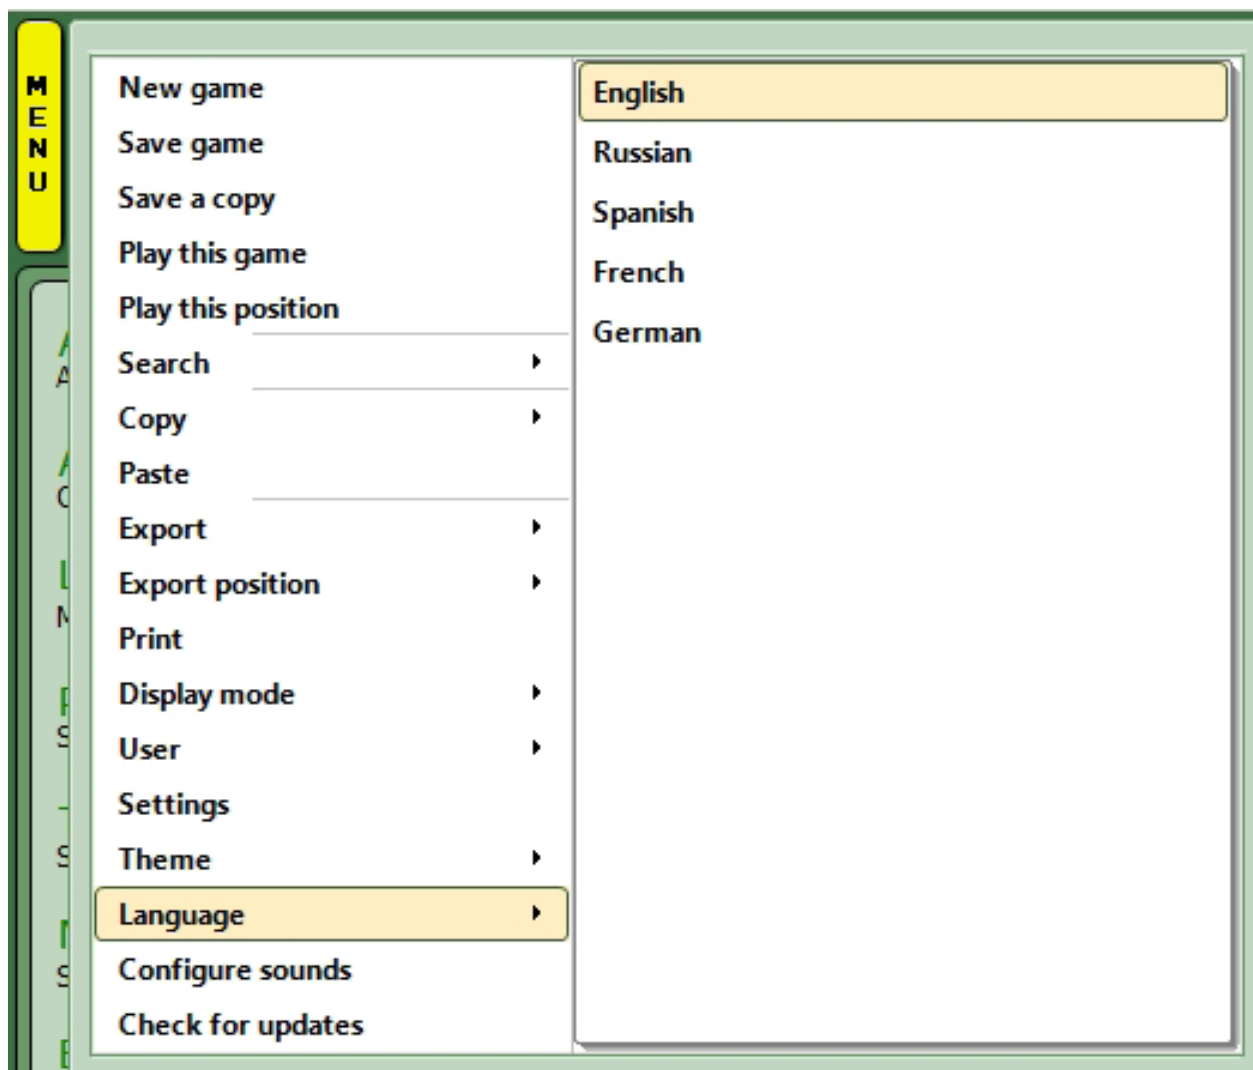 MENU
New game
Save game
Save a copy
Play this game
Play this position
Search
Copy
Paste
Export
Export position
Print
Display mode
User
Settings
Theme
Language
Configure sounds
Check for updates
English
Russian
Spanish
French
German